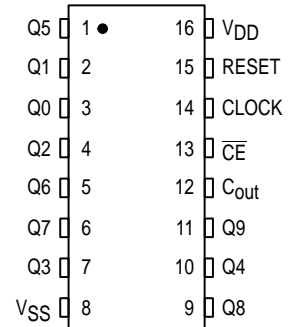 Q5 1 16 VDD
Q1 2 15 RESET
Q0 3 14 CLOCK
Q2 4 13 C̅E̅
Q6 5 12 Cout
Q7 6 11 Q9
Q3 7 10 Q4
VSS 8 9 Q8